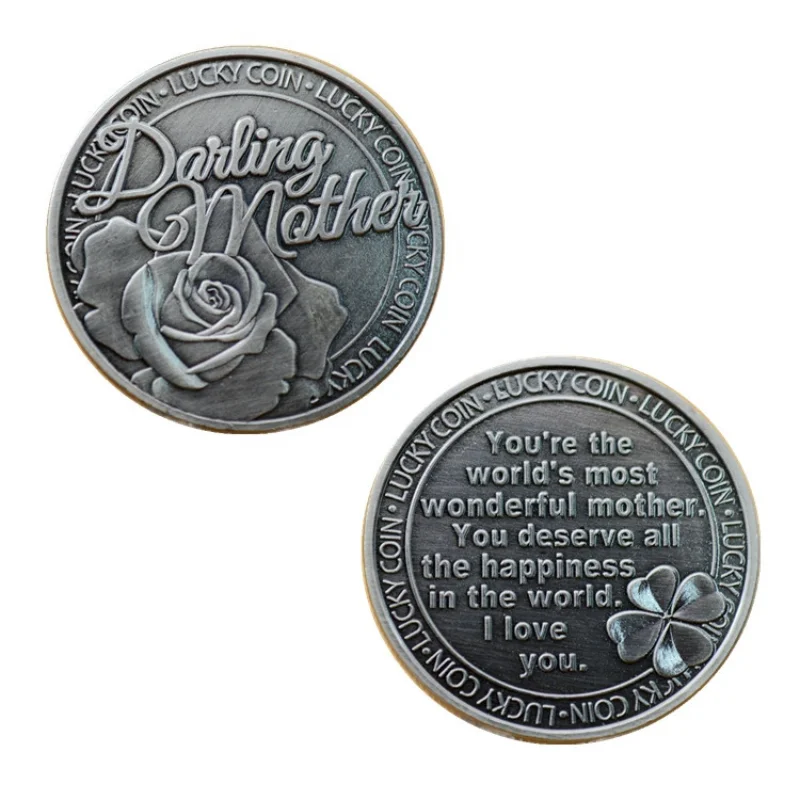 LUCKY COIN • LUCKY COIN • LUCKY COIN • LUCKY COIN • LUCKY
Darling
Mother
LUCKY COIN • LUCKY COIN • LUCKY COIN • LUCKY COIN • LUCKY COIN • LUCKY COIN • LUCKY COIN
You're the
world's most
wonderful mother.
You deserve all
the happiness
in the world.
I love
you.